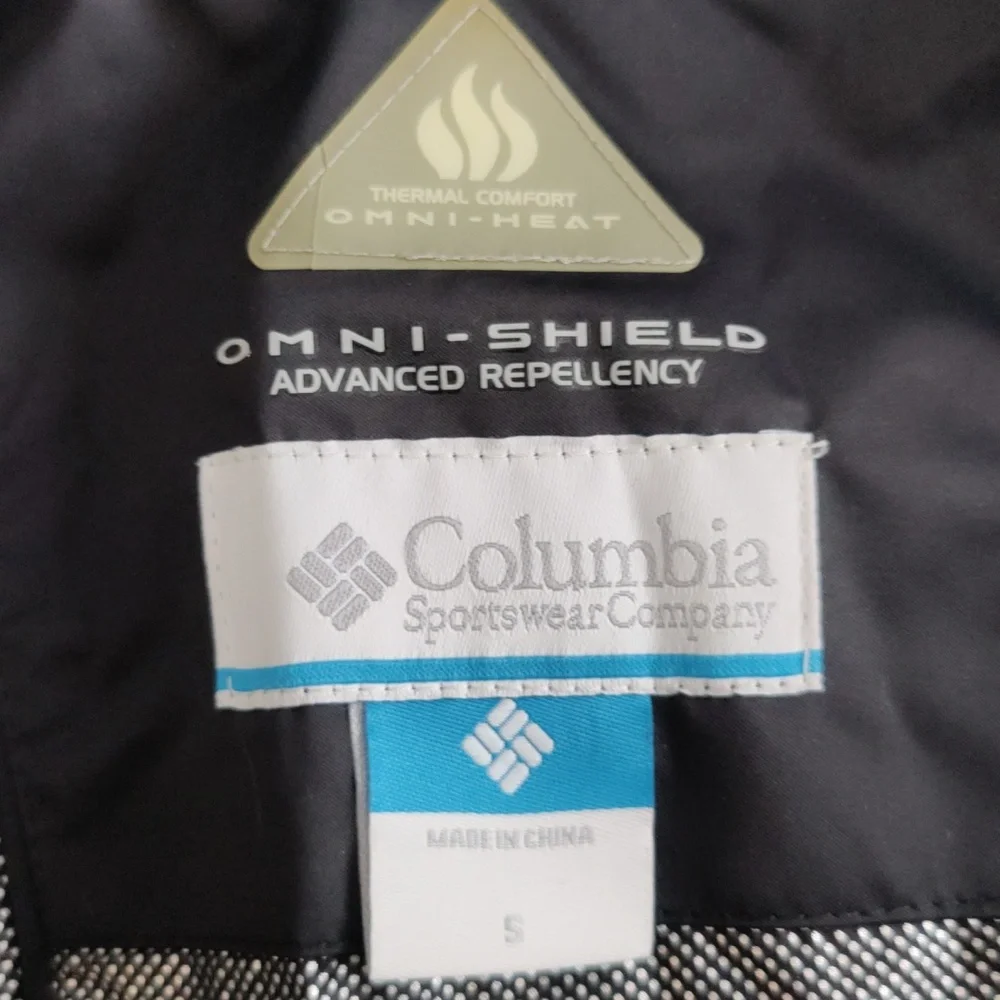 THERMAL COMFORT
OMNI-HEAT
OMNI-SHIELD
ADVANCED REPELLENCY
Columbia
Sportswear Company
MADE IN CHINA
S